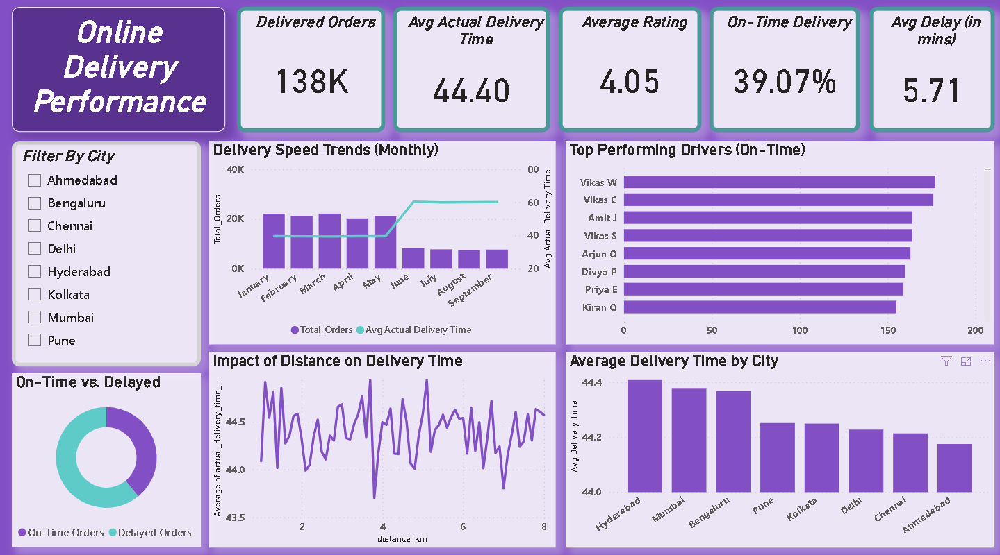 Online
Delivery
Performance
Delivered Orders
138K
Avg Actual Delivery
Time
44.40
Average Rating
4.05
On-Time Delivery
39.07%
Avg Delay (in
mins)
5.71
Filter By City
Ahmedabad
Bengaluru
Chennai
Delhi
Hyderabad
Kolkata
Mumbai
Pune
On-Time vs. Delayed
On-Time Orders
Delayed Orders
Delivery Speed Trends (Monthly)
Total_Orders
40K
20K
0K
80
60
40
20
Avg Actual Delivery Time
January
February
March
April
May
June
July
August
September
Total_Orders
Avg Actual Delivery Time
Top Performing Drivers (On-Time)
Vikas W
Vikas C
Amit J
Vikas S
Arjun O
Divya P
Priya E
Kiran Q
0
50
100
150
200
Impact of Distance on Delivery Time
Average of actual_delivery_time_...
44.5
44.0
43.5
2
4
6
8
distance_km
Average Delivery Time by City
Avg Delivery Time
44.4
44.2
44.0
Hyderabad
Mumbai
Bengaluru
Pune
Kolkata
Delhi
Chennai
Ahmedabad